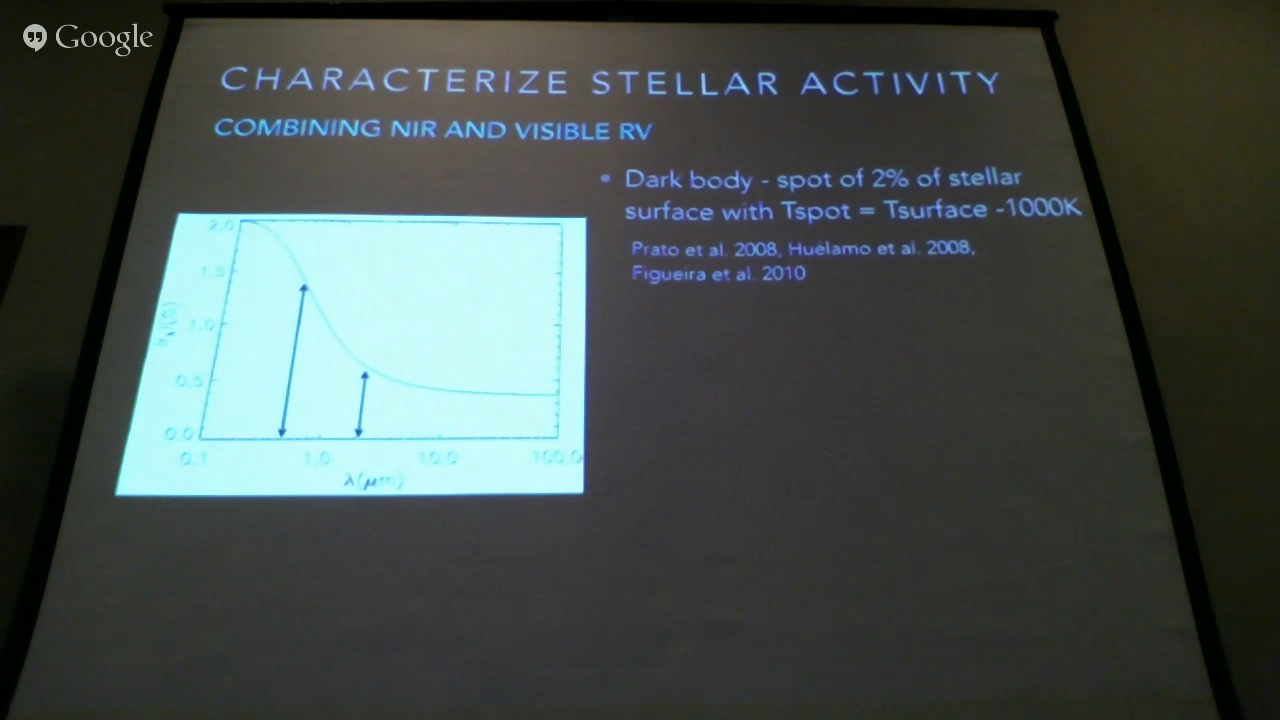 Google
CHARACTERIZE STELLAR ACTIVITY
COMBINING NIR AND VISIBLE RV
• Dark body - spot of 2% of stellar
surface with Tspot = Tsurface -1000K
Prato et al. 2008, Huélamo et al. 2008,
Figueira et al. 2010
2.0
1.5
1.0
0.5
0.0
0.1 1.0 10.0 100.0
λ(μm)